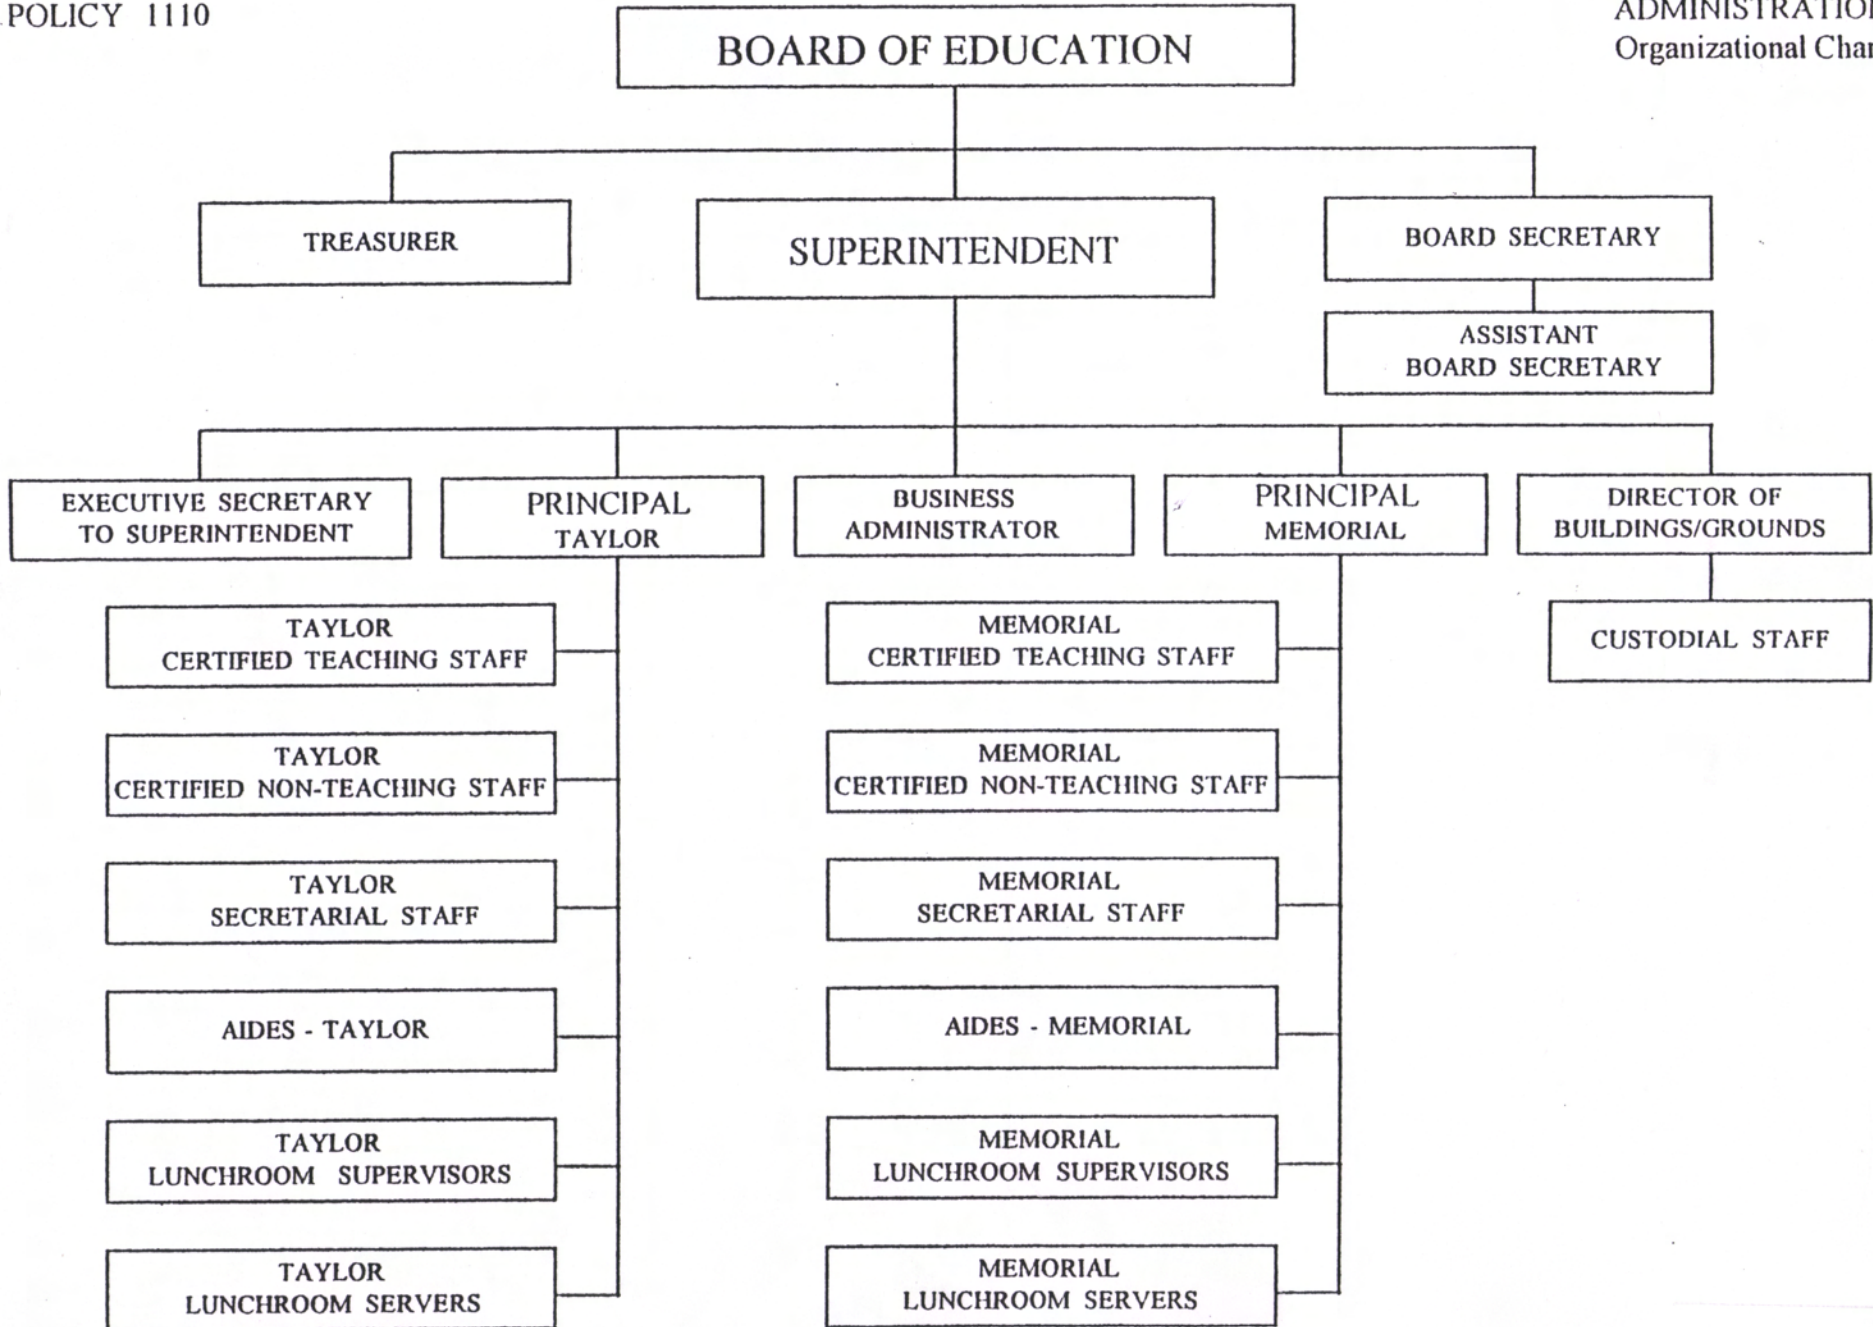 POLICY 1110
ADMINISTRATION
Organizational Char
BOARD OF EDUCATION
TREASURER
SUPERINTENDENT
BOARD SECRETARY
ASSISTANT
BOARD SECRETARY
EXECUTIVE SECRETARY
TO SUPERINTENDENT
PRINCIPAL
TAYLOR
BUSINESS
ADMINISTRATOR
PRINCIPAL
MEMORIAL
DIRECTOR OF
BUILDINGS/GROUNDS
TAYLOR
CERTIFIED TEACHING STAFF
MEMORIAL
CERTIFIED TEACHING STAFF
CUSTODIAL STAFF
TAYLOR
CERTIFIED NON-TEACHING STAFF
MEMORIAL
CERTIFIED NON-TEACHING STAFF
TAYLOR
SECRETARIAL STAFF
MEMORIAL
SECRETARIAL STAFF
AIDES - TAYLOR
AIDES - MEMORIAL
TAYLOR
LUNCHROOM SUPERVISORS
MEMORIAL
LUNCHROOM SUPERVISORS
TAYLOR
LUNCHROOM SERVERS
MEMORIAL
LUNCHROOM SERVERS